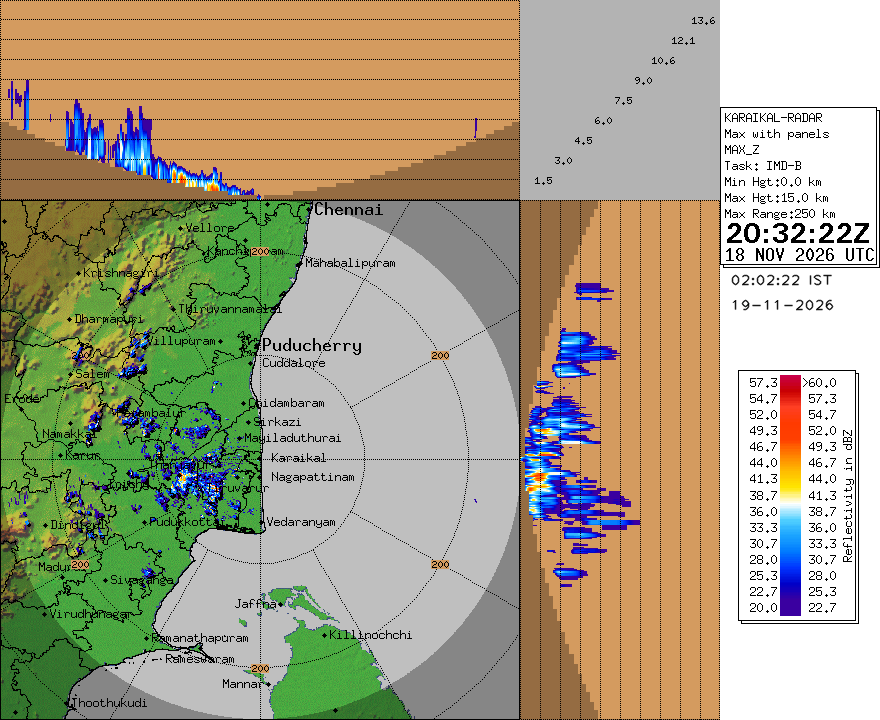 13.6
12.1
10.6
9.0
7.5
6.0
4.5
3.0
1.5
KARAIKAL-RADAR
Max with panels
MAX_Z
Task: IMD-B
Min Hgt:0.0 km
Max Hgt:15.0 km
Max Range:250 km
20:32:22Z
18 NOV 2026 UTC
02:02:22 IST
19-11-2026
Chennai
Vellore
200
Mahabalipuram
Krishnagiri
Thiruvannamalai
Dharmapuri
Villupuram
Puducherry
200
Cuddalore
Salem
Chidambaram
Sirkazi
Mayiladuthurai
Namakkal
Karur
Karaikal
Nagapattinam
Pudukkottai
Vedaranyam
200
200
Sivaganga
Jaffna
Virudhunagar
Killinochchi
Ramanathapuram
Rameswaram
200
Mannar
Thoothukudi
57.3 >60.0
54.7 57.3
52.0 54.7
49.3 52.0
46.7 49.3
44.0 46.7
41.3 44.0
38.7 41.3
36.0 38.7
33.3 36.0
30.7 33.3
28.0 30.7
25.3 28.0
22.7 25.3
20.0 22.7
Reflectivity in dBZ